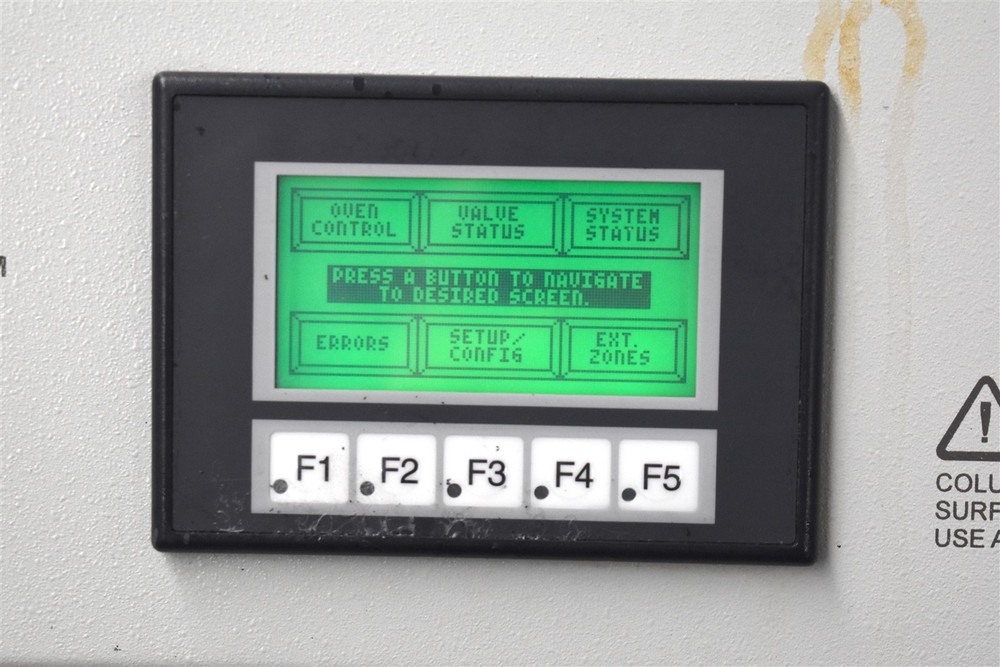 OVEN
CONTROL
VALVE
STATUS
SYSTEM
STATUS
PRESS A BUTTON TO NAVIGATE
TO DESIRED SCREEN.
ERRORS
SETUP/
CONFIG
EXT.
ZONES
F1
F2
F3
F4
F5
!
COLU
SURF
USE A